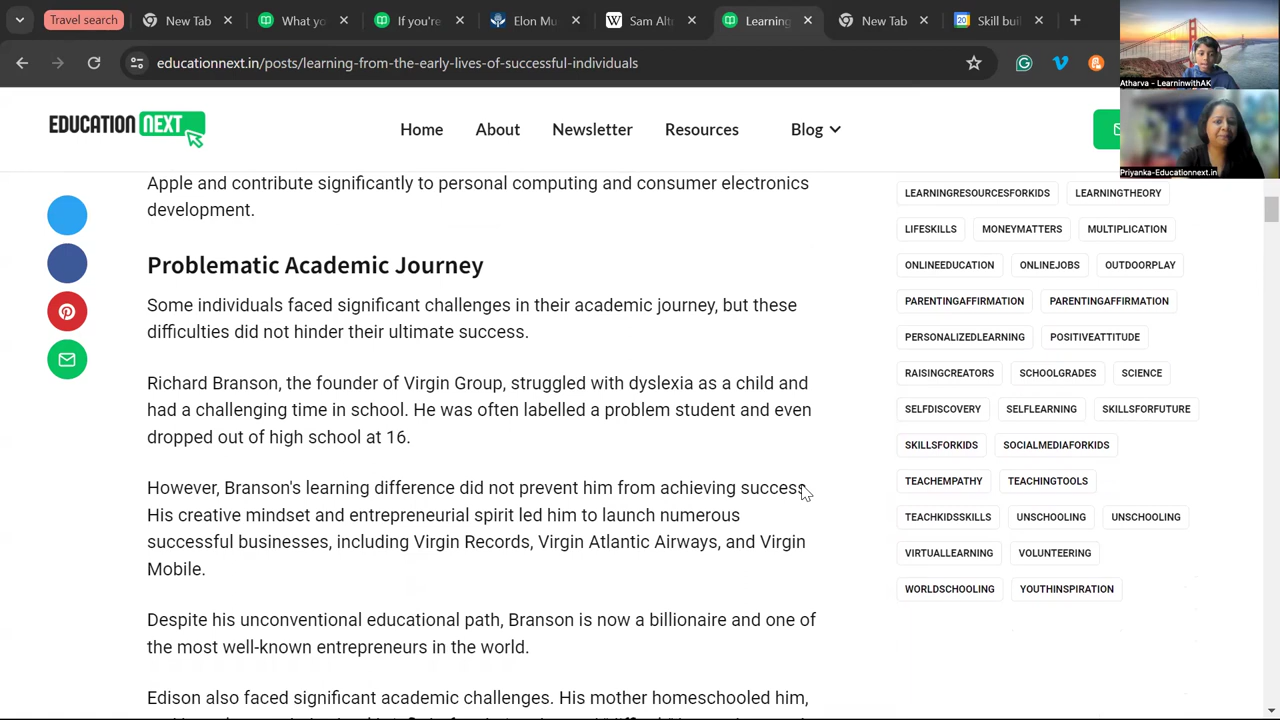 Travel search
New Tab
What yo
If you're
Elon Mu
Sam Alt
Learning
New Tab
Skill bui
educationnext.in/posts/learning-from-the-early-lives-of-successful-individuals
Atharva - LearninwithAK
Priyanka-Educationnext.in
EDUCATION NEXT
Home
About
Newsletter
Resources
Blog
Apple and contribute significantly to personal computing and consumer electronics
development.
Problematic Academic Journey
Some individuals faced significant challenges in their academic journey, but these
difficulties did not hinder their ultimate success.
Richard Branson, the founder of Virgin Group, struggled with dyslexia as a child and
had a challenging time in school. He was often labelled a problem student and even
dropped out of high school at 16.
However, Branson's learning difference did not prevent him from achieving success.
His creative mindset and entrepreneurial spirit led him to launch numerous
successful businesses, including Virgin Records, Virgin Atlantic Airways, and Virgin
Mobile.
Despite his unconventional educational path, Branson is now a billionaire and one of
the most well-known entrepreneurs in the world.
Edison also faced significant academic challenges. His mother homeschooled him,
LEARNINGRESOURCESFORKIDS LEARNINGTHEORY
LIFESKILLS MONEYMATTERS MULTIPLICATION
ONLINEEDUCATION ONLINEJOBS OUTDOORPLAY
PARENTINGAFFIRMATION PARENTINGAFFIRMATION
PERSONALIZEDLEARNING POSITIVEATTITUDE
RAISINGCREATORS SCHOOLGRADES SCIENCE
SELFDISCOVERY SELFLEARNING SKILLSFORFUTURE
SKILLSFORKIDS SOCIALMEDIAFORKIDS
TEACHEMPATHY TEACHINGTOOLS
TEACHKIDSSKILLS UNSCHOOLING UNSCHOOLING
VIRTUALLEARNING VOLUNTEERING
WORLDSCHOOLING YOUTHINSPIRATION